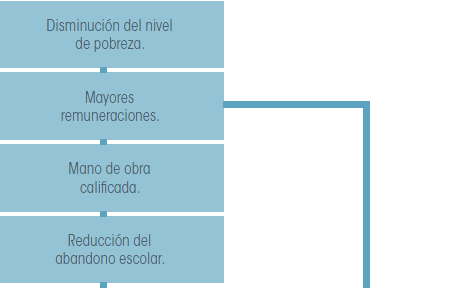 Disminución del nivel
de pobreza.
Mayores
remuneraciones.
Mano de obra
calificada.
Reducción del
abandono escolar.